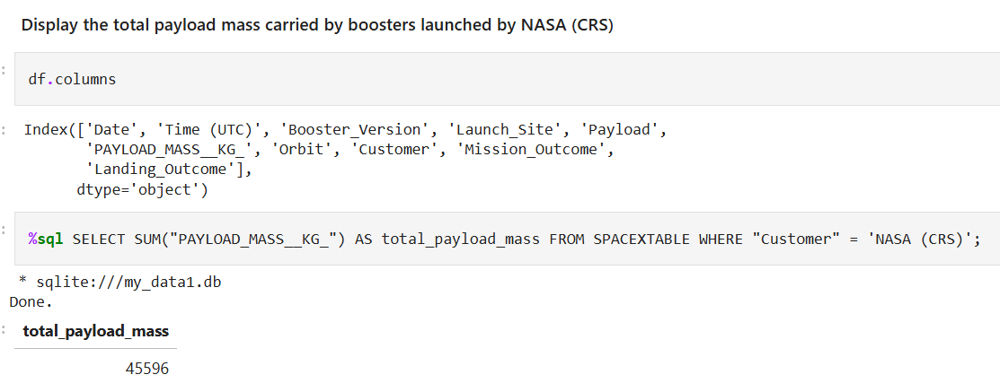 Display the total payload mass carried by boosters launched by NASA (CRS)
:
df.columns
:
Index(['Date', 'Time (UTC)', 'Booster_Version', 'Launch_Site', 'Payload',
'PAYLOAD_MASS__KG_', 'Orbit', 'Customer', 'Mission_Outcome',
'Landing_Outcome'],
dtype='object')
:
%sql SELECT SUM("PAYLOAD_MASS__KG_") AS total_payload_mass FROM SPACEXTABLE WHERE "Customer" = 'NASA (CRS)';
* sqlite:///my_data1.db
Done.
:
total_payload_mass
45596